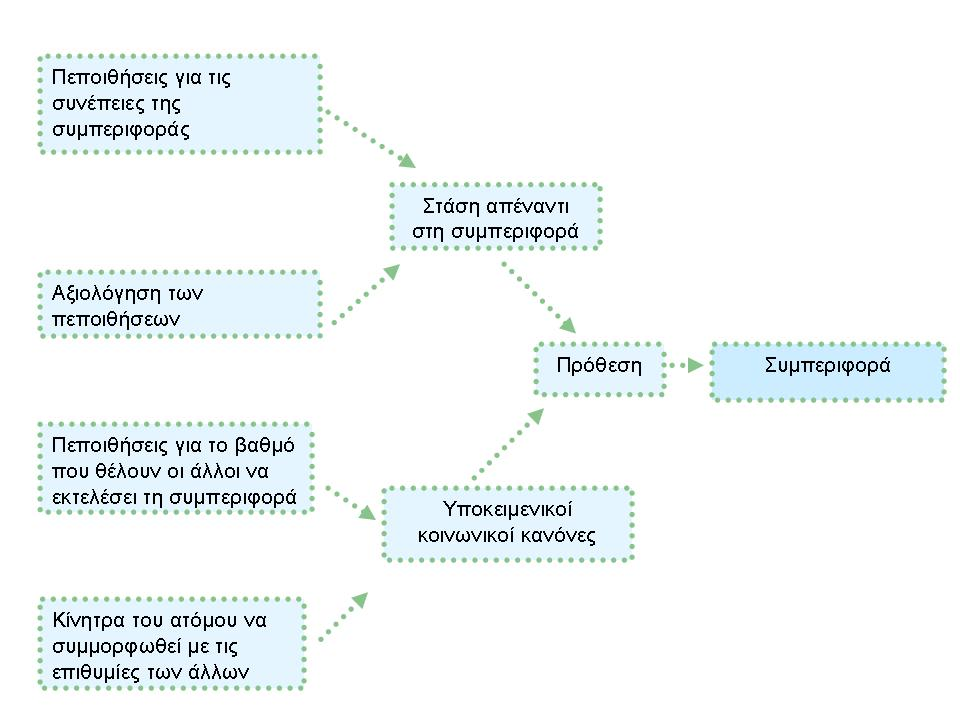 Πεποιθήσεις για τις
συνέπειες της
συμπεριφοράς
Στάση απέναντι
στη συμπεριφορά
Αξιολόγηση των
πεποιθήσεων
Πρόθεση
Συμπεριφορά
Πεποιθήσεις για το βαθμό
που θέλουν οι άλλοι να
εκτελέσει τη συμπεριφορά
Υποκειμενικοί
κοινωνικοί κανόνες
Κίνητρα του ατόμου να
συμμορφωθεί με τις
επιθυμίες των άλλων